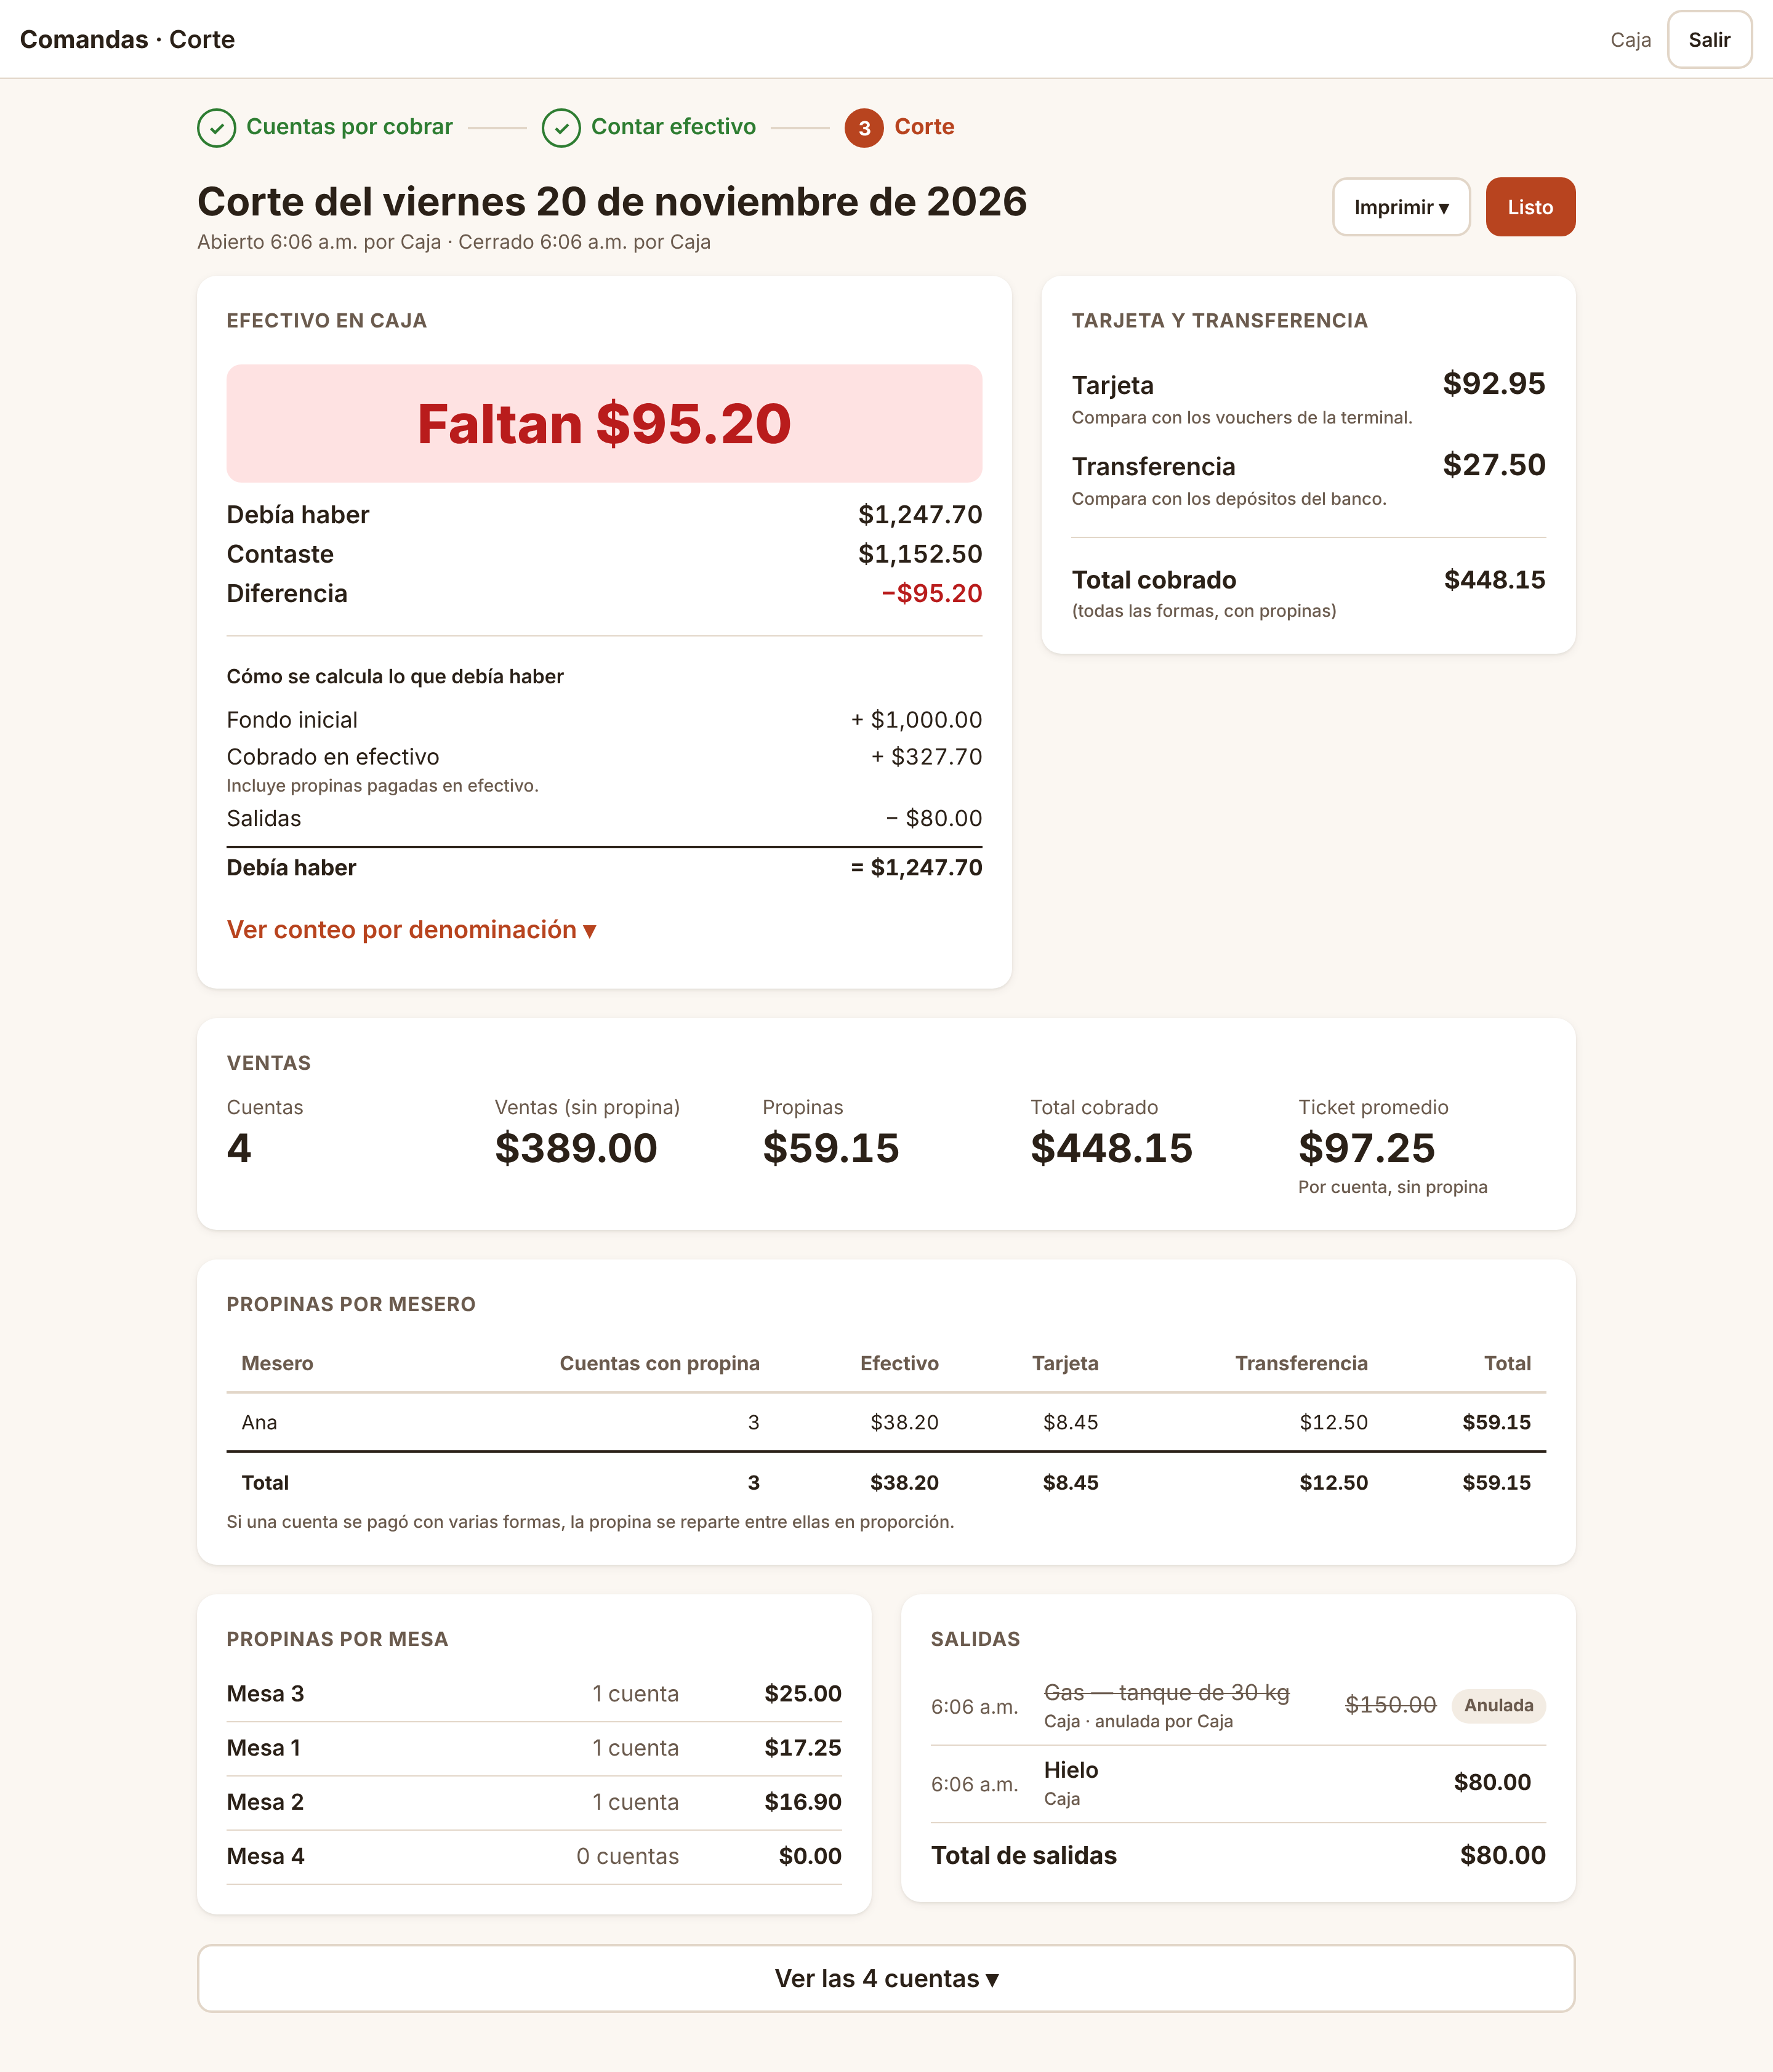 Comandas · Corte
Caja
Salir
Cuentas por cobrar
Contar efectivo
3 Corte
Corte del viernes 20 de noviembre de 2026
Abierto 6:06 a.m. por Caja · Cerrado 6:06 a.m. por Caja
Imprimir ▾
Listo
EFECTIVO EN CAJA
Faltan $95.20
Debía haber $1,247.70
Contaste $1,152.50
Diferencia −$95.20
Cómo se calcula lo que debía haber
Fondo inicial + $1,000.00
Cobrado en efectivo + $327.70
Incluye propinas pagadas en efectivo.
Salidas − $80.00
Debía haber = $1,247.70
Ver conteo por denominación ▾
TARJETA Y TRANSFERENCIA
Tarjeta $92.95
Compara con los vouchers de la terminal.
Transferencia $27.50
Compara con los depósitos del banco.
Total cobrado $448.15
(todas las formas, con propinas)
VENTAS
Cuentas Ventas (sin propina) Propinas Total cobrado Ticket promedio
4 $389.00 $59.15 $448.15 $97.25
Por cuenta, sin propina
PROPINAS POR MESERO
Mesero Cuentas con propina Efectivo Tarjeta Transferencia Total
Ana 3 $38.20 $8.45 $12.50 $59.15
Total 3 $38.20 $8.45 $12.50 $59.15
Si una cuenta se pagó con varias formas, la propina se reparte entre ellas en proporción.
PROPINAS POR MESA
Mesa 3 1 cuenta $25.00
Mesa 1 1 cuenta $17.25
Mesa 2 1 cuenta $16.90
Mesa 4 0 cuentas $0.00
SALIDAS
6:06 a.m. Gas — tanque de 30 kg $150.00 Anulada
Caja · anulada por Caja
6:06 a.m. Hielo $80.00
Caja
Total de salidas $80.00
Ver las 4 cuentas ▾